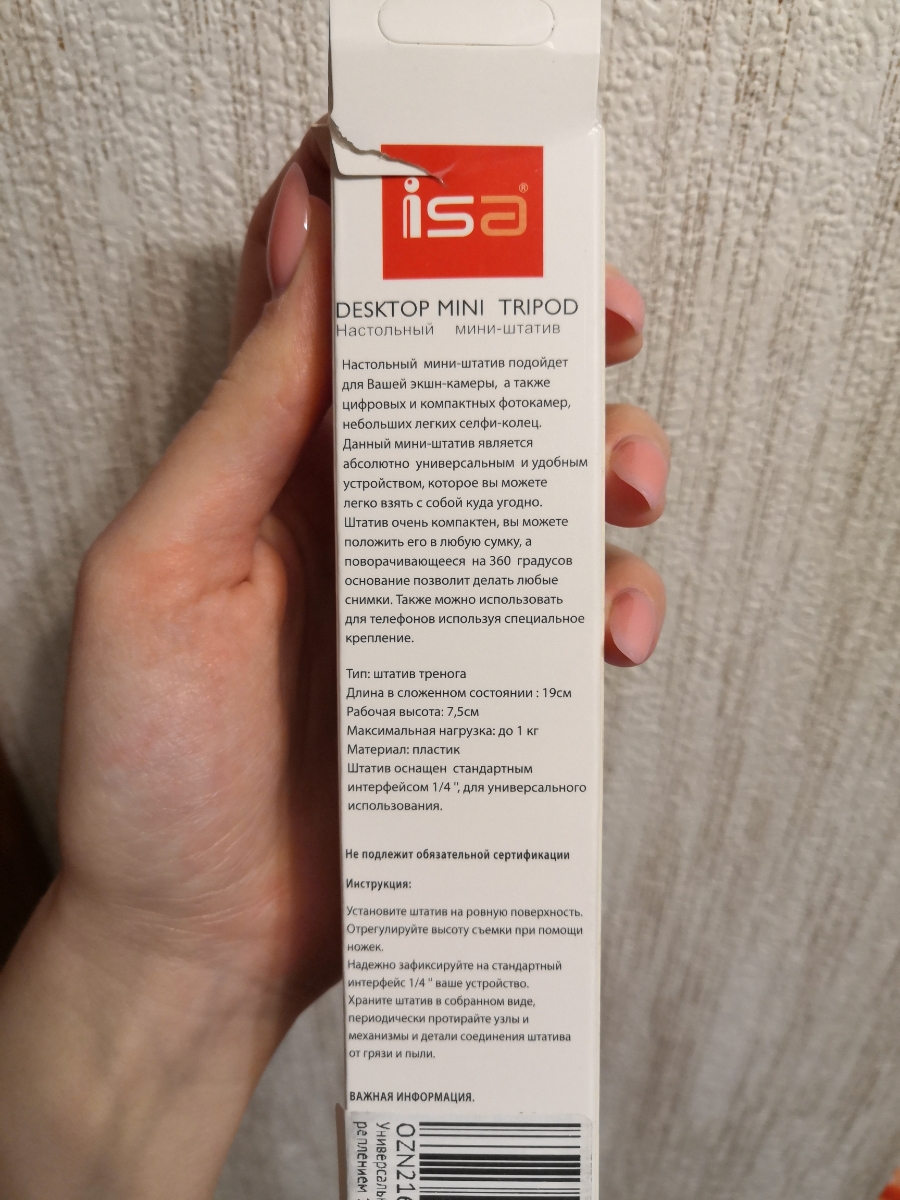 isa®
DESKTOP MINI TRIPOD
Настольный мини-штатив
Настольный мини-штатив подойдет
для Вашей экшн-камеры, а также
цифровых и компактных фотокамер,
небольших легких селфи-колец.
Данный мини-штатив является
абсолютно универсальным и удобным
устройством, которое вы можете
легко взять с собой куда угодно.
Штатив очень компактен, вы можете
положить его в любую сумку, а
поворачивающееся на 360 градусов
основание позволит делать любые
снимки. Также можно использовать
для телефонов используя специальное
крепление.
Тип: штатив тренога
Длина в сложенном состоянии : 19см
Рабочая высота: 7,5см
Максимальная нагрузка: до 1 кг
Материал: пластик
Штатив оснащен стандартным
интерфейсом 1/4 ", для универсального
использования.
Не подлежит обязательной сертификации
Инструкция:
Установите штатив на ровную поверхность.
Отрегулируйте высоту съемки при помощи
ножек.
Надежно зафиксируйте на стандартный
интерфейс 1/4 " ваше устройство.
Храните штатив в собранном виде,
периодически протирайте узлы и
механизмы и детали соединения штатива
от грязи и пыли.
ВАЖНАЯ ИНФОРМАЦИЯ.
OZN216
Универсаль
реплением